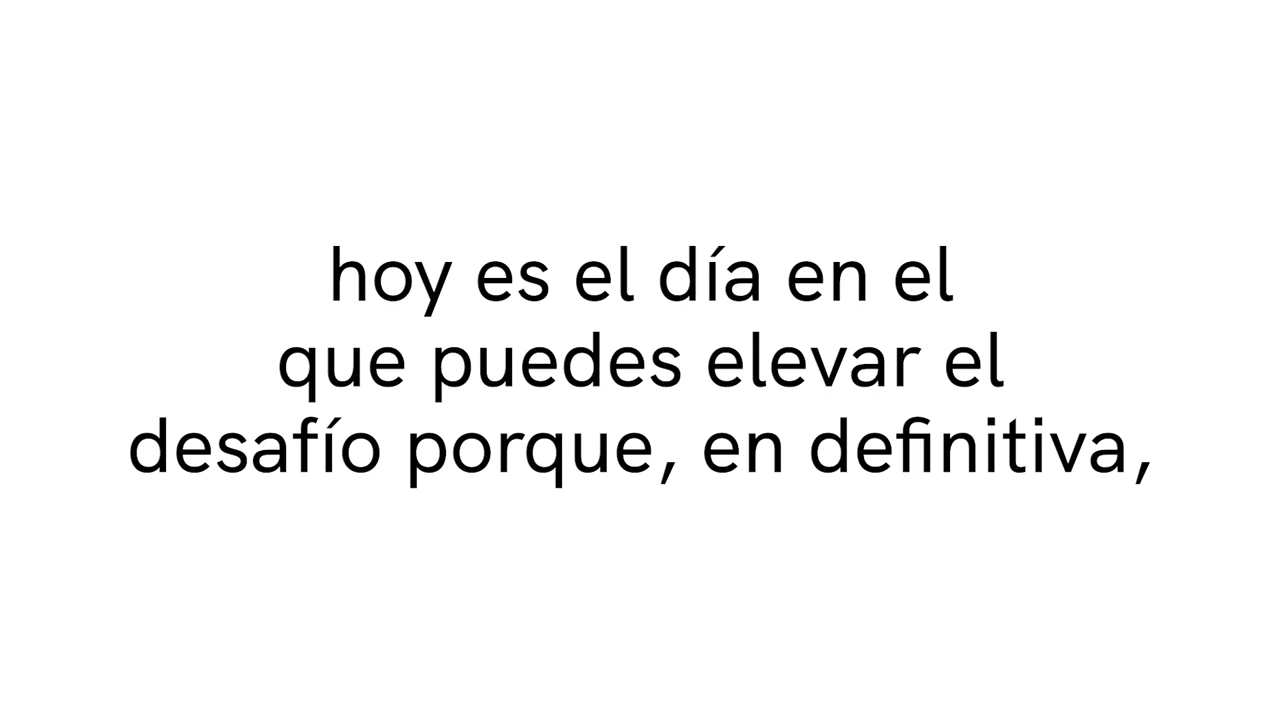 hoy es el día en el
que puedes elevar el
desafío porque, en definitiva,